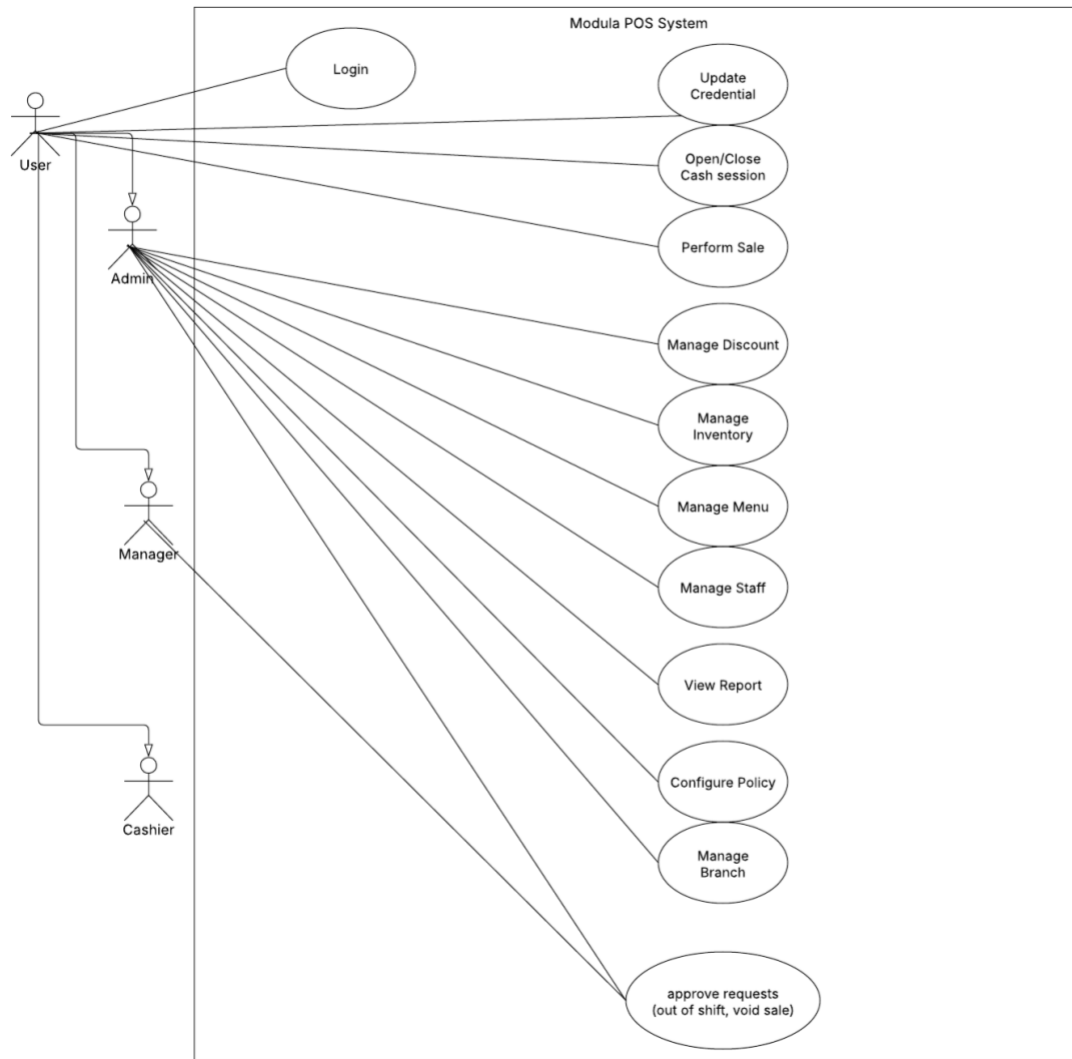 Modula POS System
Login
Update
Credential
User
Open/Close
Cash session
Perform Sale
Admin
Manage Discount
Manage
Inventory
Manage Menu
Manager
Manage Staff
View Report
Configure Policy
Cashier
Manage
Branch
approve requests
(out of shift, void sale)